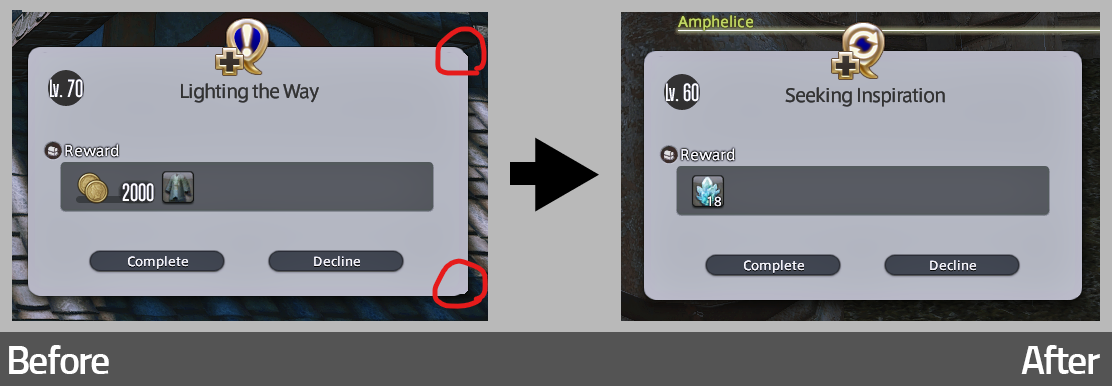 Lv. 70
Lighting the Way
Reward
2000
Complete
Decline
Amphelice
Lv. 60
Seeking Inspiration
Reward
18
Complete
Decline
Before
After